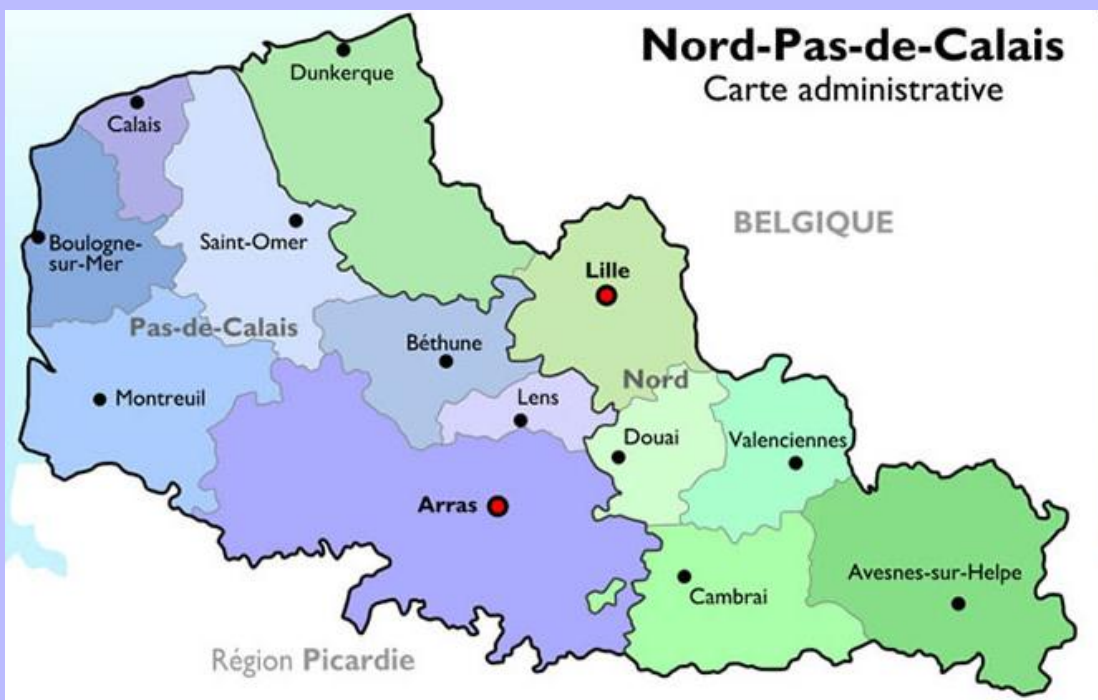 Nord-Pas-de-Calais
Carte administrative
Dunkerque
Calais
BELGIQUE
Saint-Omer
Boulogne-
sur-Mer
Lille
Pas-de-Calais
Béthune
Nord
Montreuil
Lens
Douai
Valenciennes
Arras
Avesnes-sur-Helpe
Cambrai
Région Picardie